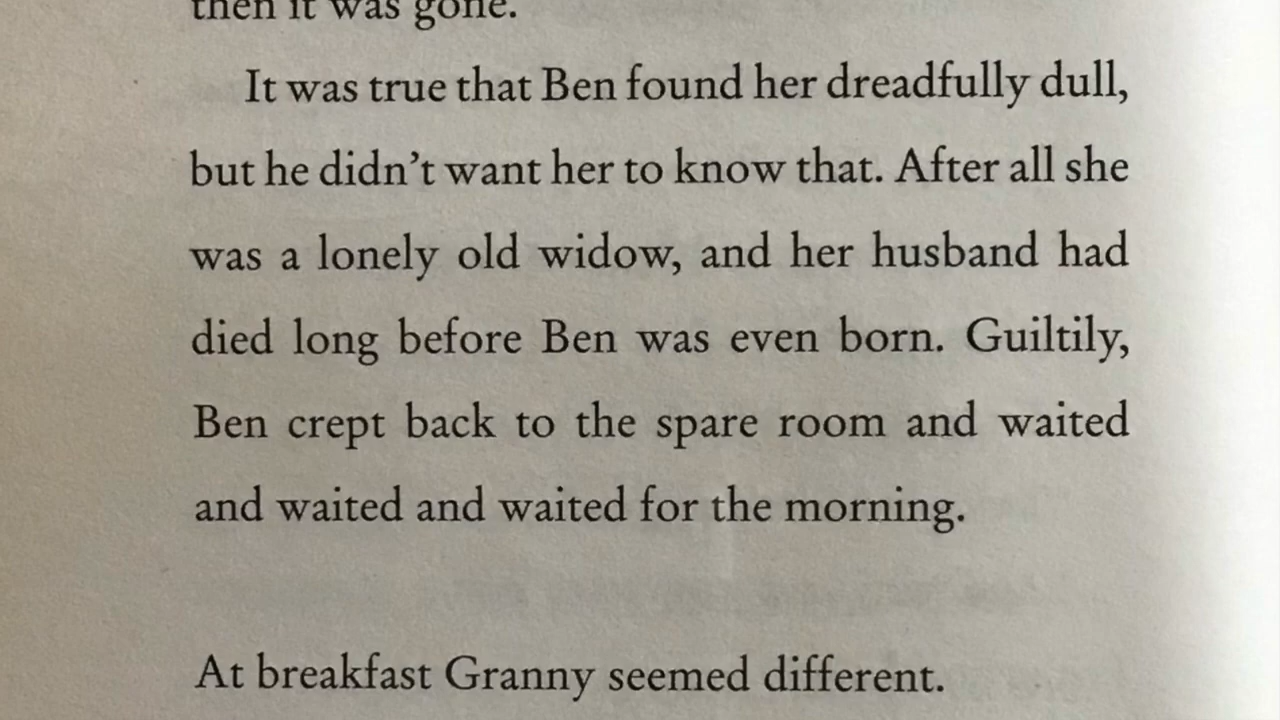 then it was gone.
It was true that Ben found her dreadfully dull,
but he didn’t want her to know that. After all she
was a lonely old widow, and her husband had
died long before Ben was even born. Guiltily,
Ben crept back to the spare room and waited
and waited and waited for the morning.
At breakfast Granny seemed different.